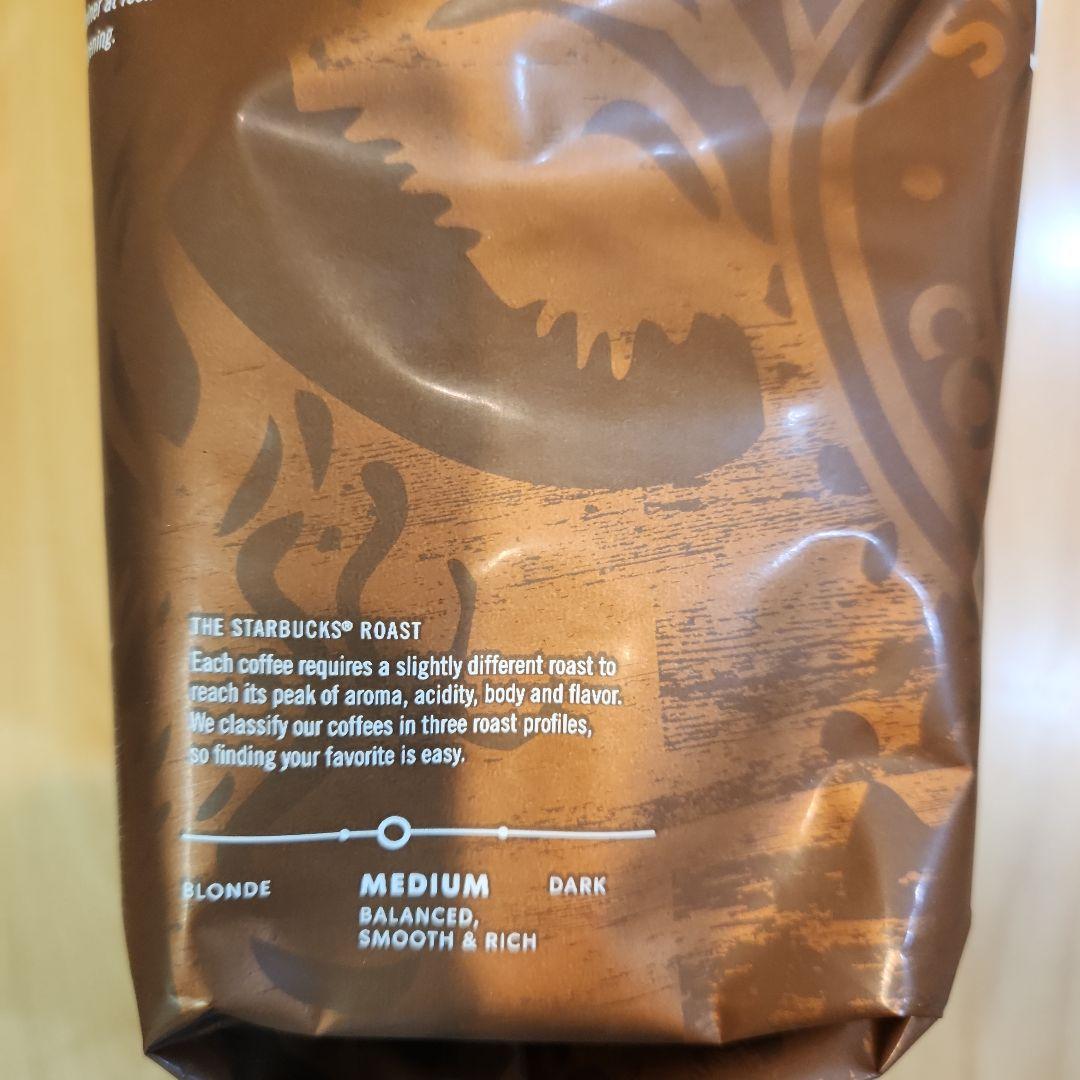 ening.
THE STARBUCKS® ROAST
Each coffee requires a slightly different roast to
reach its peak of aroma, acidity, body and flavor.
We classify our coffees in three roast profiles,
so finding your favorite is easy.
BLONDE MEDIUM DARK
BALANCED,
SMOOTH & RICH